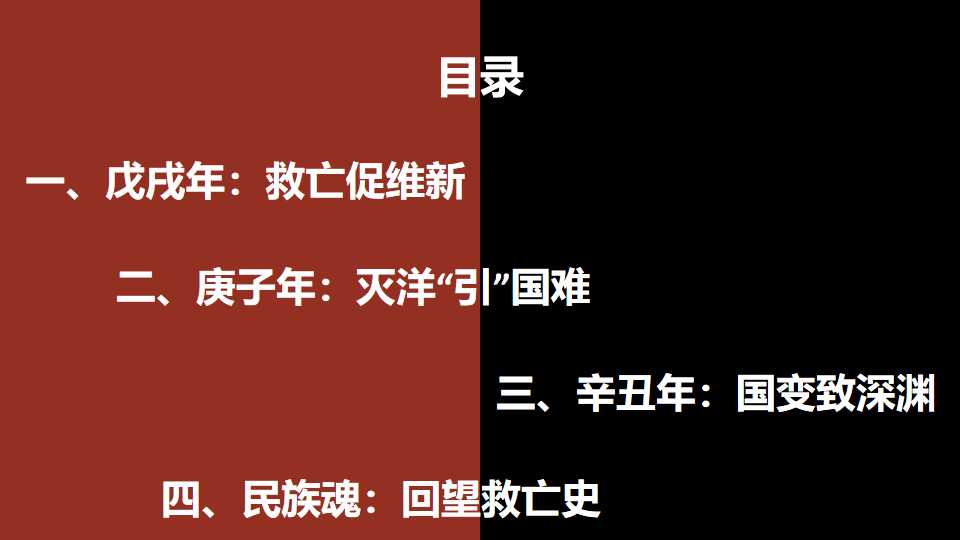 目录
一、戊戌年：救亡促维新
二、庚子年：灭洋“引”国难
三、辛丑年：国变致深渊
四、民族魂：回望救亡史